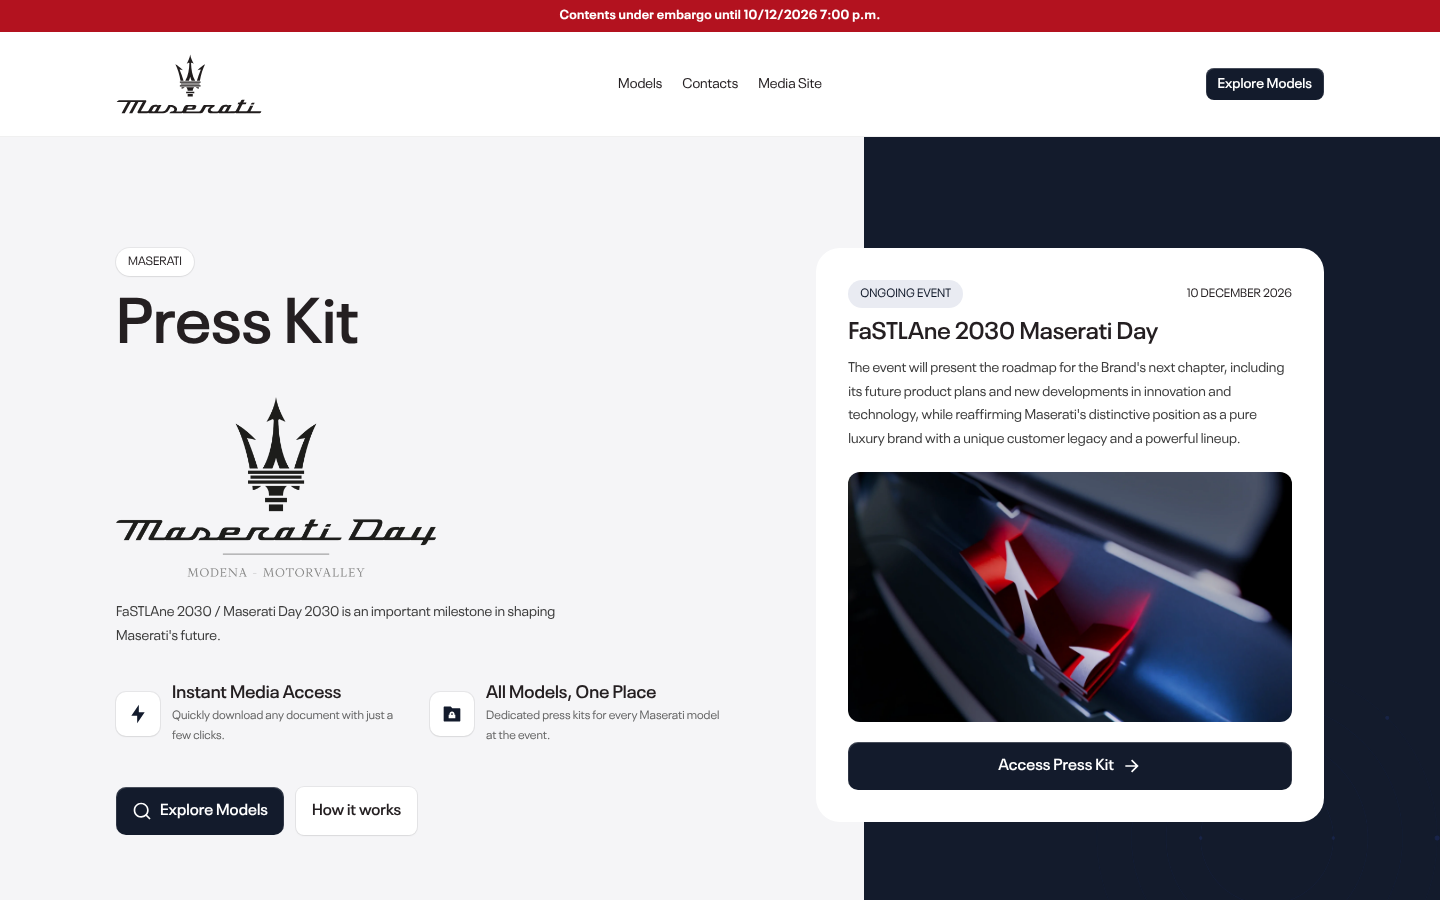 Contents under embargo until 10/12/2026 7:00 p.m.
Maserati
Models
Contacts
Media Site
Explore Models
MASERATI
Press Kit
Maserati Day
MODENA - MOTORVALLEY
FaSTLAne 2030 / Maserati Day 2030 is an important milestone in shaping
Maserati's future.
Instant Media Access
Quickly download any document with just a
few clicks.
All Models, One Place
Dedicated press kits for every Maserati model
at the event.
Explore Models
How it works
ONGOING EVENT
10 DECEMBER 2026
FaSTLAne 2030 Maserati Day
The event will present the roadmap for the Brand's next chapter, including
its future product plans and new developments in innovation and
technology, while reaffirming Maserati's distinctive position as a pure
luxury brand with a unique customer legacy and a powerful lineup.
Access Press Kit